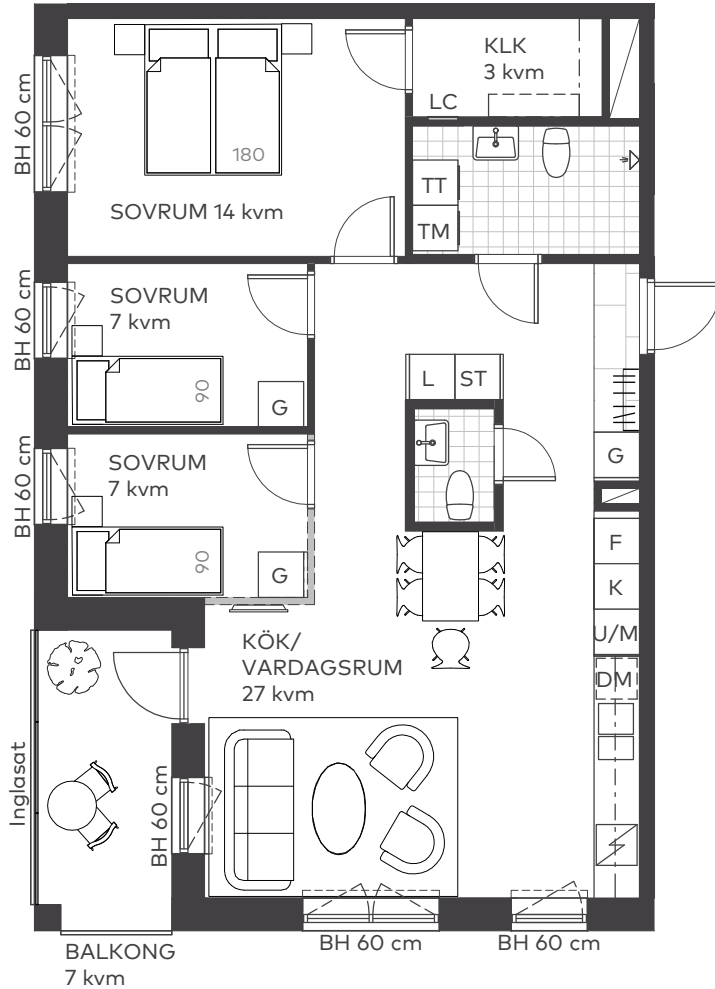 KLK
3 kvm
LC
BH 60 cm
180
TT
SOVRUM 14 kvm
TM
BH 60 cm
SOVRUM
7 kvm
L
ST
90
G
SOVRUM
7 kvm
G
BH 60 cm
F
90
G
K
U/M
KÖK/
VARDAGSRUM
27 kvm
DM
Inglasat
BH 60 cm
BH 60 cm
BH 60 cm
BALKONG
7 kvm